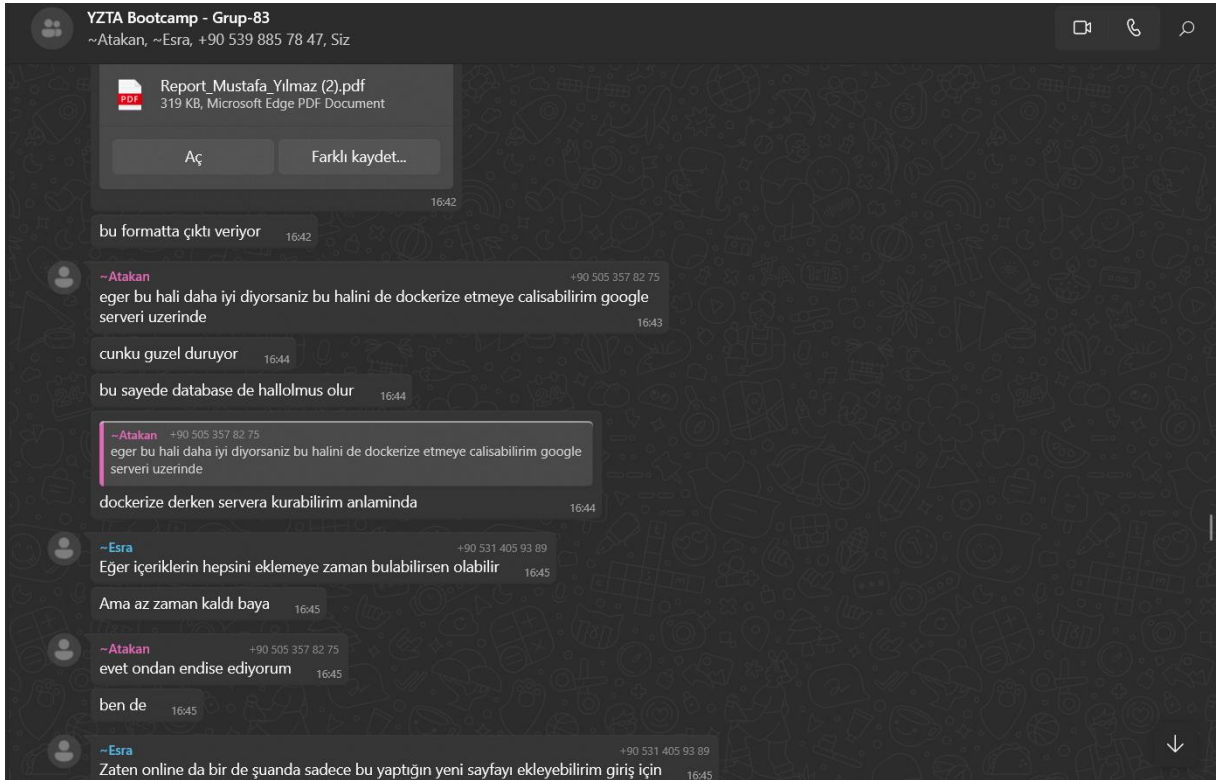 YZTA Bootcamp - Grup-83
~Atakan, ~Esra, +90 539 885 78 47, Siz
PDF
Report_Mustafa_Yılmaz (2).pdf
319 KB, Microsoft Edge PDF Document
Aç
Farklı kaydet...
16:42
bu formatta çıktı veriyor 16:42
~Atakan +90 505 357 82 75
eger bu hali daha iyi diyorsaniz bu halini de dockerize etmeye calisabilirim google
serveri uzerinde 16:43
cunku guzel duruyor 16:44
bu sayede database de hallolmus olur 16:44
~Atakan +90 505 357 82 75
eger bu hali daha iyi diyorsaniz bu halini de dockerize etmeye calisabilirim google
serveri uzerinde
dockerize derken servera kurabilirim anlaminda 16:44
~Esra +90 531 405 93 89
Eğer içeriklerin hepsini eklemeye zaman bulabilirsen olabilir 16:45
Ama az zaman kaldı baya 16:45
~Atakan +90 505 357 82 75
evet ondan endise ediyorum 16:45
ben de 16:45
~Esra +90 531 405 93 89
Zaten online da bir de şuanda sadece bu yaptığın yeni sayfayı ekleyebilirim giriş için 16:45